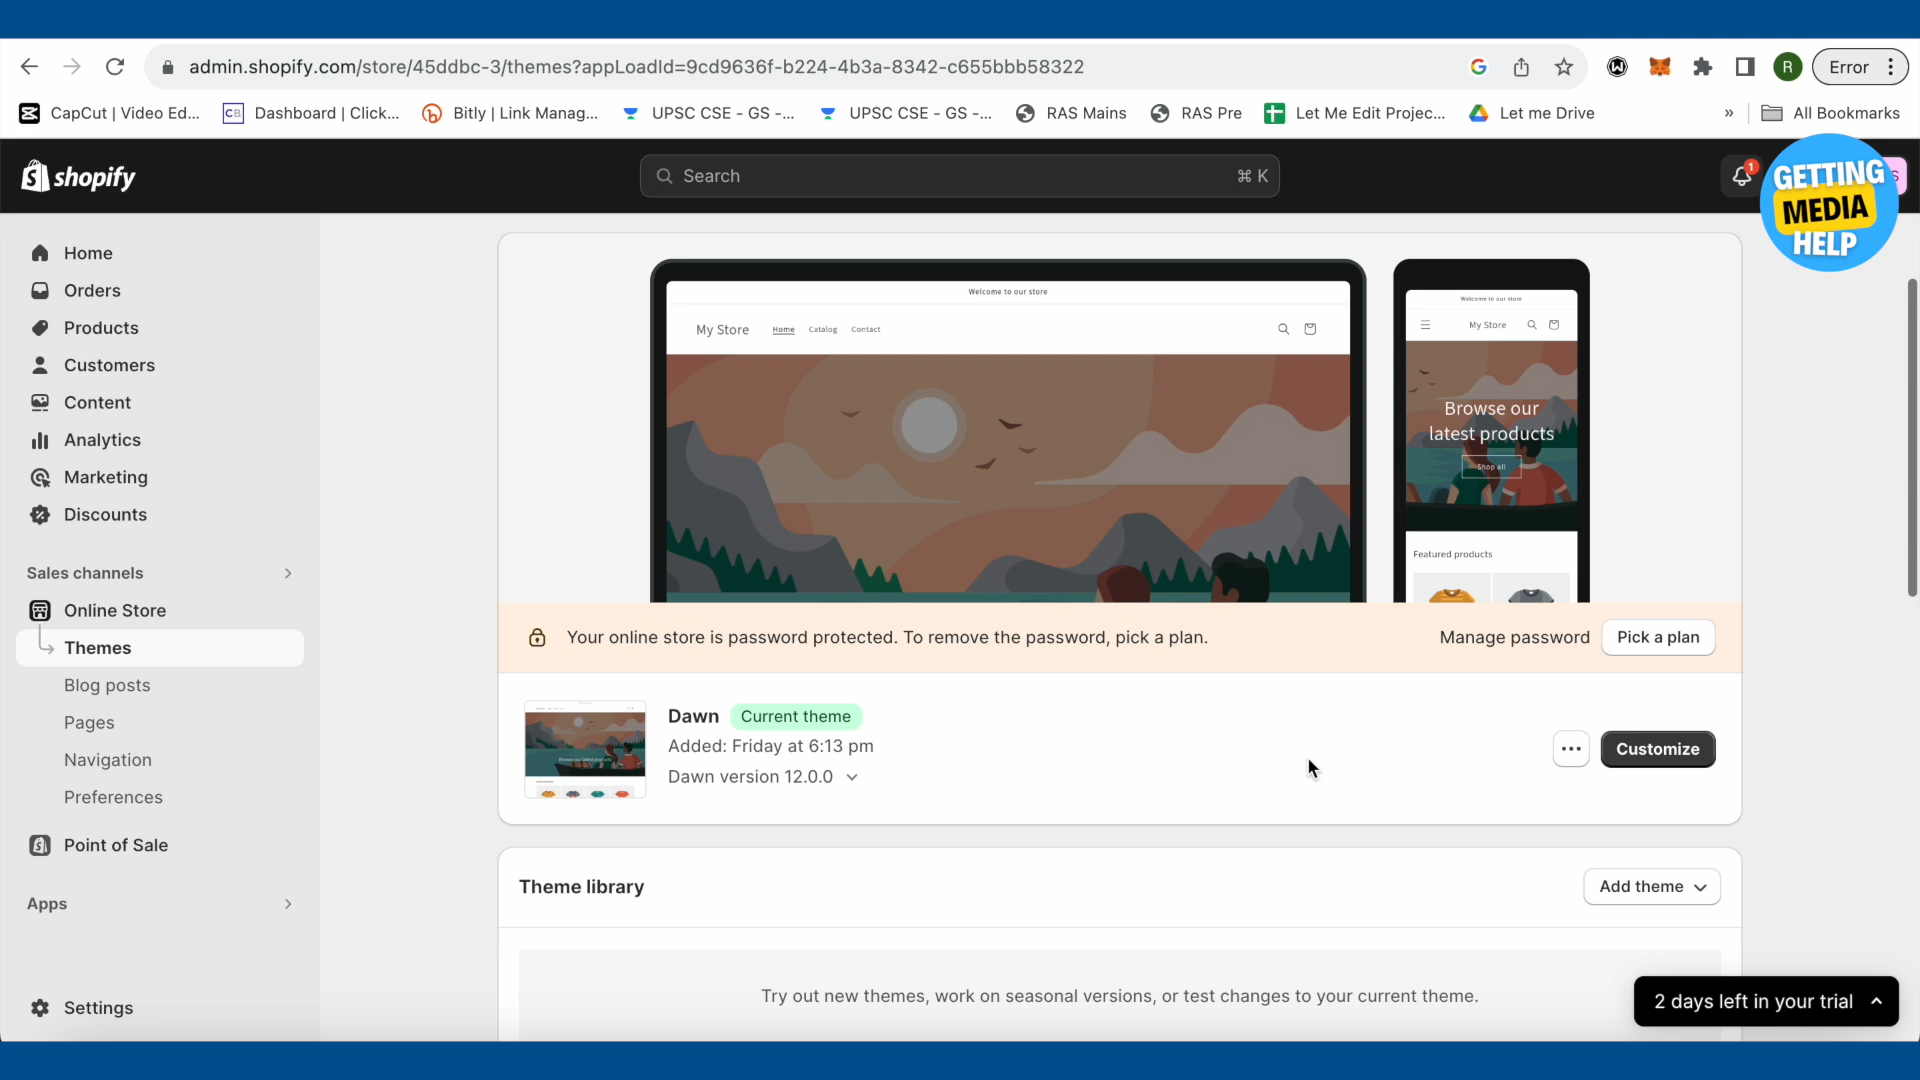 admin.shopify.com/store/45ddbc-3/themes?appLoadId=9cd9636f-b224-4b3a-8342-c655bbb58322
R
Error
CapCut | Video Ed...
CB
Dashboard | Click...
Bitly | Link Manag...
UPSC CSE - GS -...
UPSC CSE - GS -...
RAS Mains
RAS Pre
Let Me Edit Projec...
Let me Drive
»
All Bookmarks
shopify
Search
⌘ K
1
GETTING
MEDIA
HELP
S
Home
Orders
Products
Customers
Content
Analytics
Marketing
Discounts
Sales channels
Online Store
Themes
Blog posts
Pages
Navigation
Preferences
Point of Sale
Apps
Settings
Welcome to our store
My Store
Home
Catalog
Contact
Welcome to our store
My Store
Browse our
latest products
Shop all
Featured products
Your online store is password protected. To remove the password, pick a plan.
Manage password
Pick a plan
Dawn
Current theme
Added: Friday at 6:13 pm
Dawn version 12.0.0
Customize
Theme library
Add theme
Try out new themes, work on seasonal versions, or test changes to your current theme.
2 days left in your trial